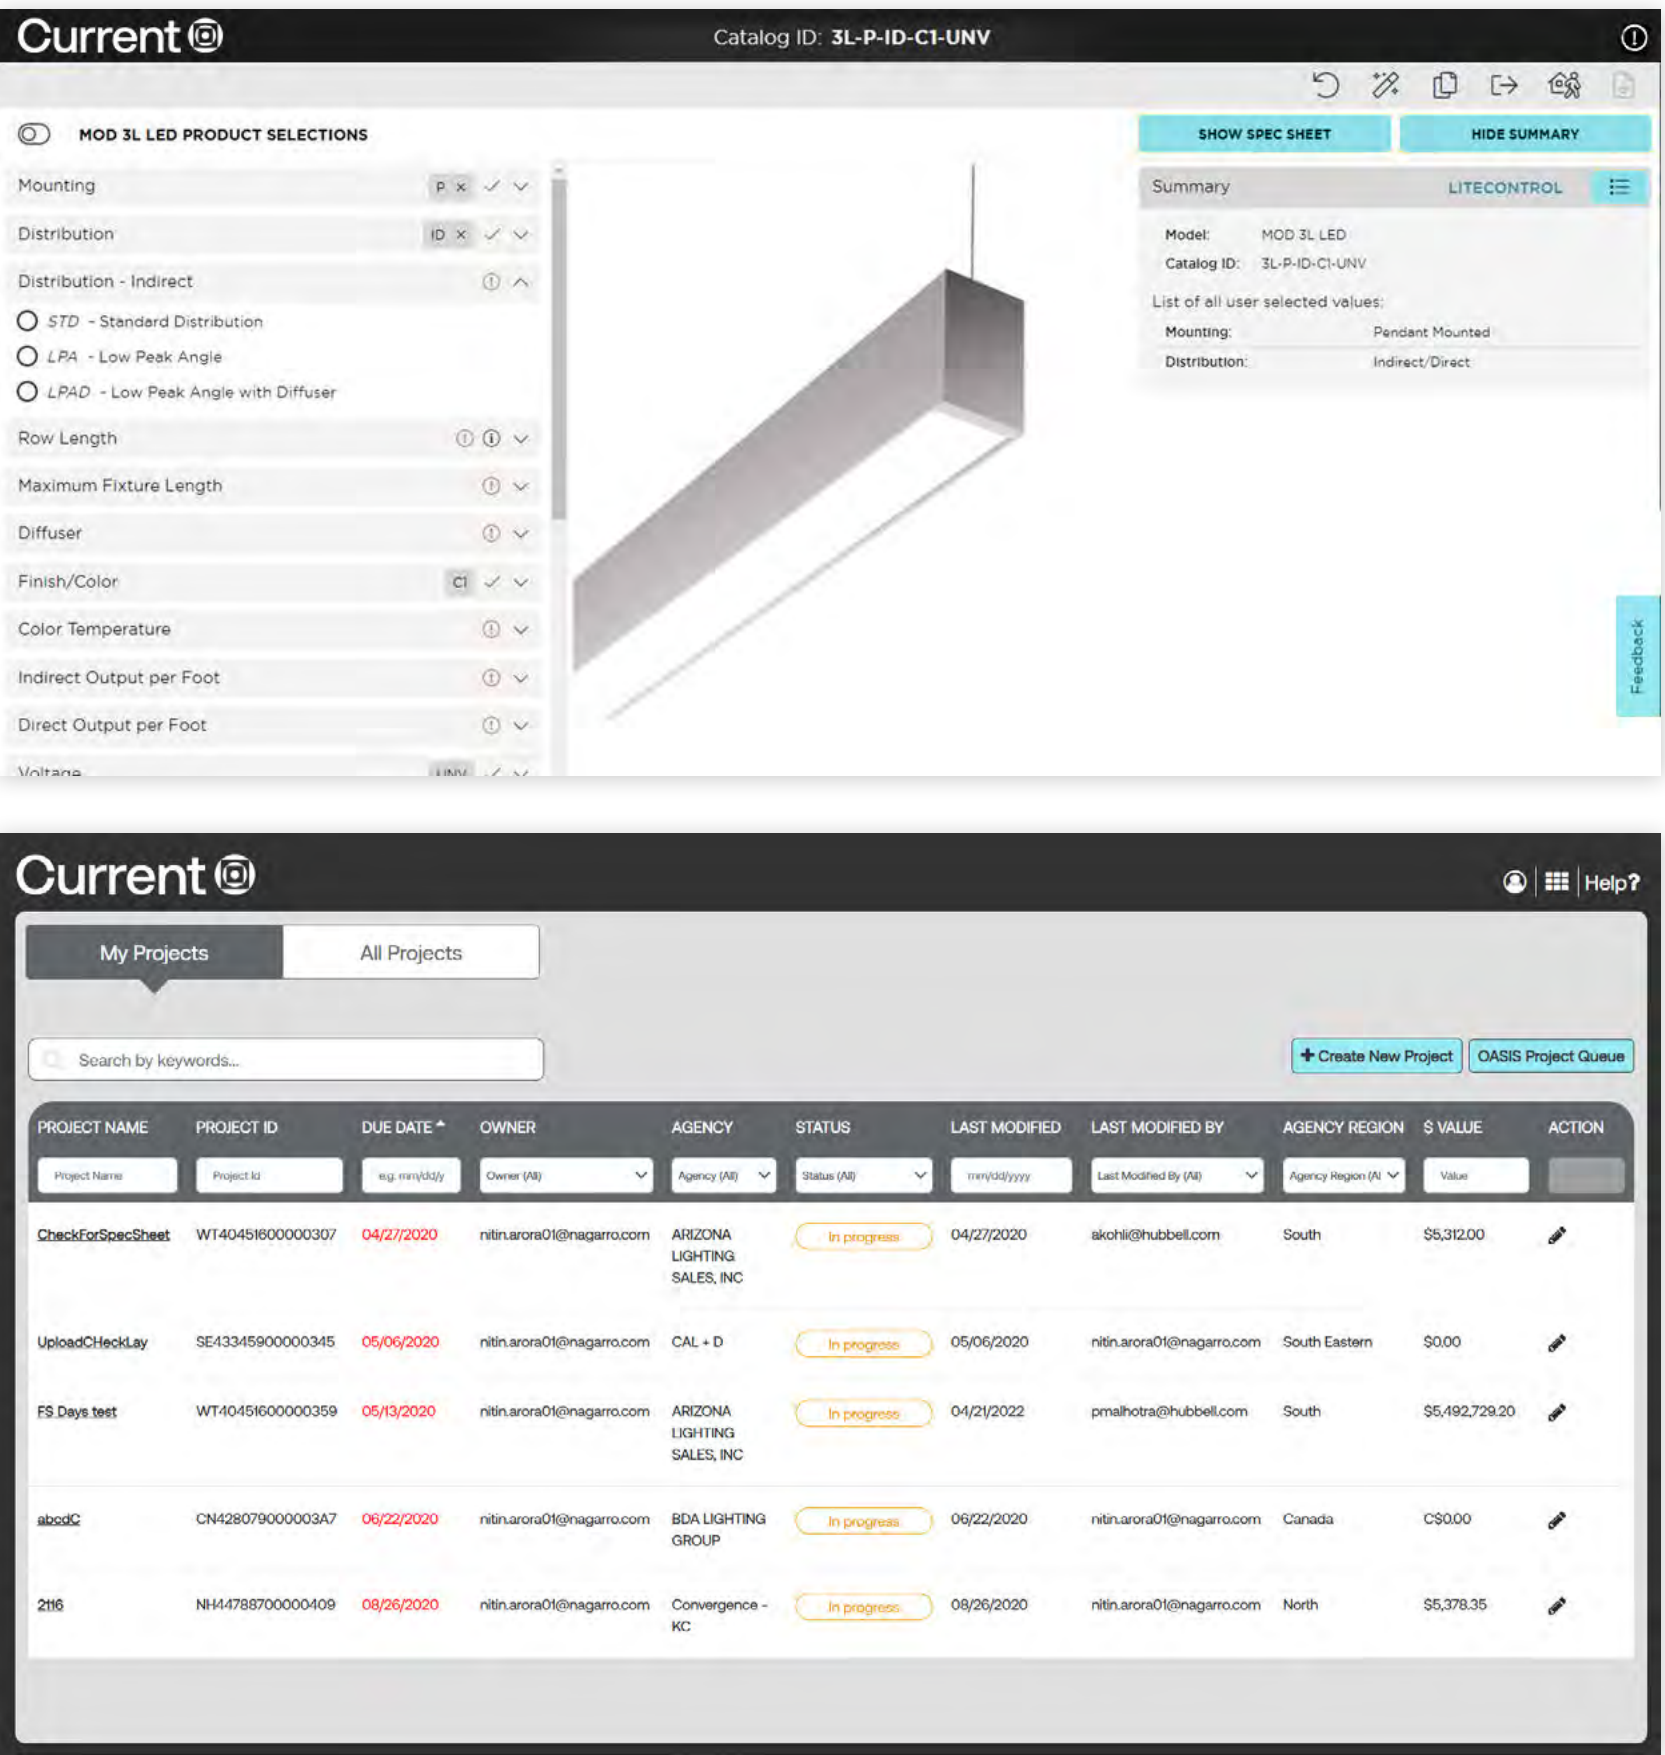 Current
Catalog ID: 3L-P-ID-C1-UNV
MOD 3L LED PRODUCT SELECTIONS
SHOW SPEC SHEET
HIDE SUMMARY
Mounting P ×
Distribution ID ×
Distribution - Indirect
STD - Standard Distribution
LPA - Low Peak Angle
LPAD - Low Peak Angle with Diffuser
Row Length
Maximum Fixture Length
Diffuser
Finish/Color C1
Color Temperature
Indirect Output per Foot
Direct Output per Foot
Voltage UNV
Summary LITECONTROL
Model: MOD 3L LED
Catalog ID: 3L-P-ID-C1-UNV
List of all user selected values:
Mounting: Pendant Mounted
Distribution: Indirect/Direct
Feedback
Current
Help?
My Projects All Projects
Search by keywords...
+ Create New Project OASIS Project Queue
PROJECT NAME PROJECT ID DUE DATE OWNER AGENCY STATUS LAST MODIFIED LAST MODIFIED BY AGENCY REGION $ VALUE ACTION
Project Name Project Id e.g. mm/dd/y Owner (All) Agency (All) Status (All) mm/dd/yyyy Last Modified By (All) Agency Region (Al Value
CheckForSpecSheet WT40451600000307 04/27/2020 nitin.arora01@nagarro.com ARIZONA In progress 04/27/2020 akohli@hubbell.com South $5,312.00
LIGHTING
SALES, INC
UploadCHeckLay SE43345900000345 05/06/2020 nitin.arora01@nagarro.com CAL + D In progress 05/06/2020 nitin.arora01@nagarro.com South Eastern $0.00
FS Days test WT40451600000359 05/13/2020 nitin.arora01@nagarro.com ARIZONA In progress 04/21/2022 pmalhotra@hubbell.com South $5,492,729.20
LIGHTING
SALES, INC
abcdC CN428079000003A7 06/22/2020 nitin.arora01@nagarro.com BDA LIGHTING In progress 06/22/2020 nitin.arora01@nagarro.com Canada C$0.00
GROUP
2116 NH44788700000409 08/26/2020 nitin.arora01@nagarro.com Convergence - In progress 08/26/2020 nitin.arora01@nagarro.com North $5,378.35
KC